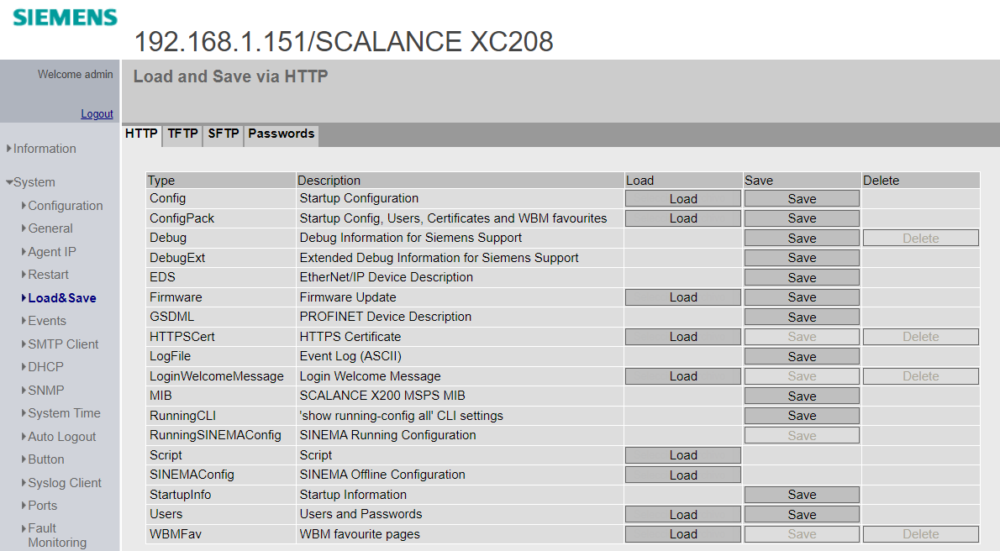 SIEMENS
192.168.1.151/SCALANCE XC208
Welcome admin
Logout
Load and Save via HTTP
HTTP TFTP SFTP Passwords
Information
System
Configuration
General
Agent IP
Restart
Load&Save
Events
SMTP Client
DHCP
SNMP
System Time
Auto Logout
Button
Syslog Client
Ports
Fault
Monitoring
Type Description Load Save Delete
Config Startup Configuration Load Save
ConfigPack Startup Config, Users, Certificates and WBM favourites Load Save
Debug Debug Information for Siemens Support Save Delete
DebugExt Extended Debug Information for Siemens Support Save
EDS EtherNet/IP Device Description Save
Firmware Firmware Update Load Save
GSDML PROFINET Device Description Save
HTTPSCert HTTPS Certificate Load Save Delete
LogFile Event Log (ASCII) Save
LoginWelcomeMessage Login Welcome Message Load Save Delete
MIB SCALANCE X200 MSPS MIB Save
RunningCLI 'show running-config all' CLI settings Save
RunningSINEMAConfig SINEMA Running Configuration Save
Script Script Load
SINEMAConfig SINEMA Offline Configuration Load
StartupInfo Startup Information Save
Users Users and Passwords Load Save
WBMFav WBM favourite pages Load Save Delete